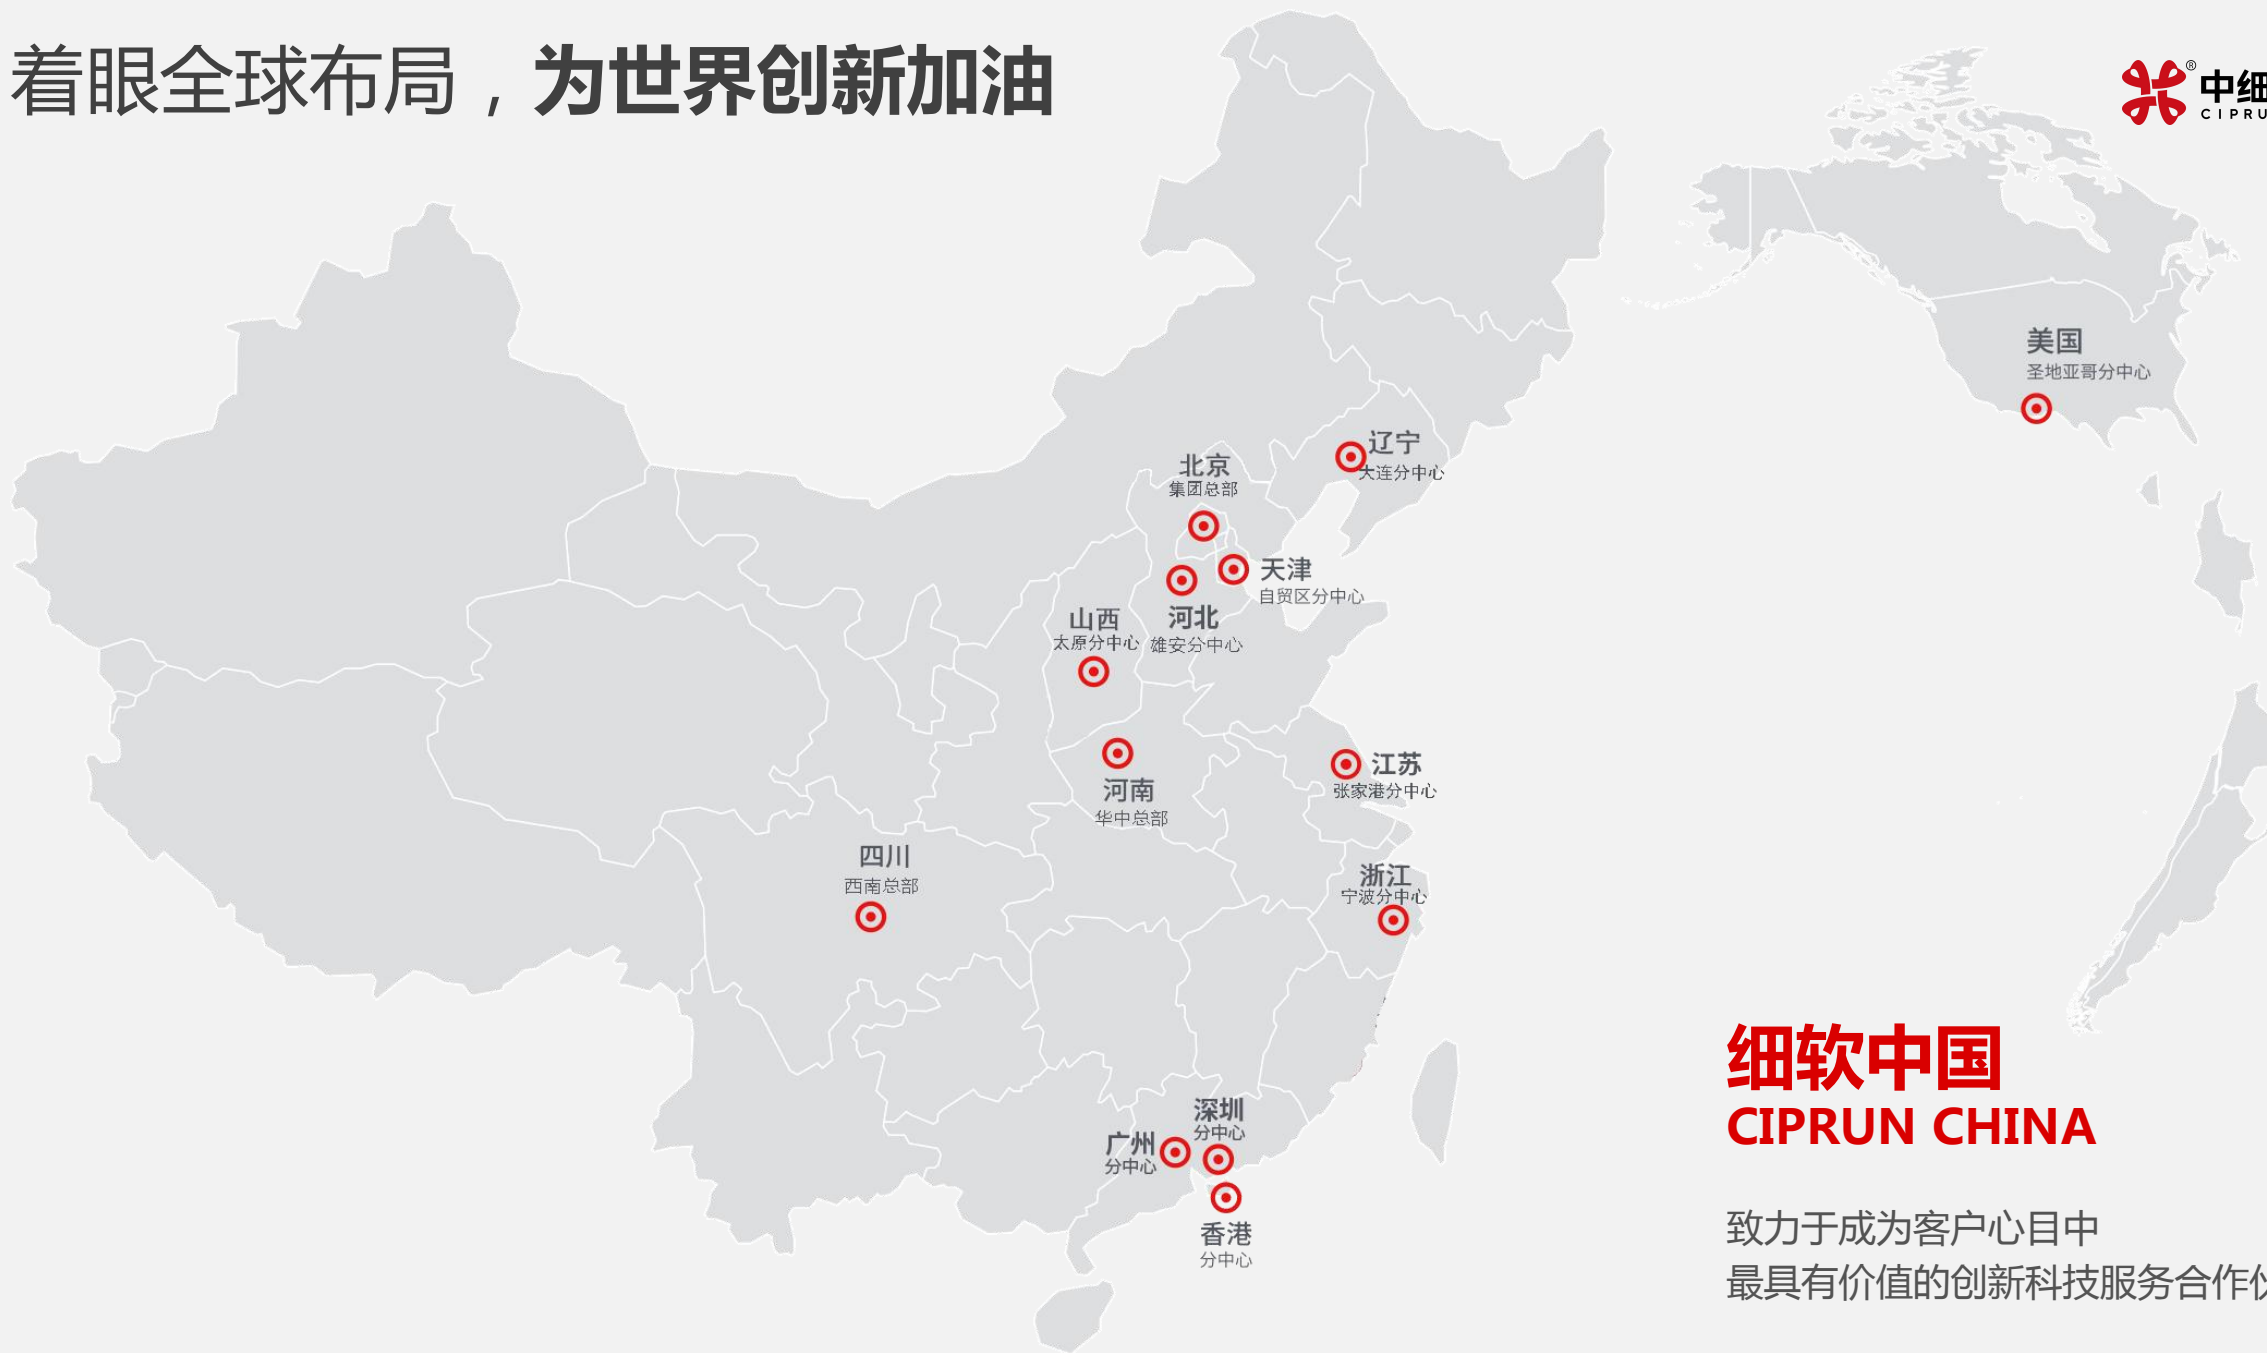 着眼全球布局，为世界创新加油
®
中细
CIPRU
美国
圣地亚哥分中心
辽宁
大连分中心
北京
集团总部
天津
自贸区分中心
河北
雄安分中心
山西
太原分中心
河南
华中总部
江苏
张家港分中心
四川
西南总部
浙江
宁波分中心
深圳
分中心
广州
分中心
香港
分中心
细软中国
CIPRUN CHINA
致力于成为客户心目中
最具有价值的创新科技服务合作伙